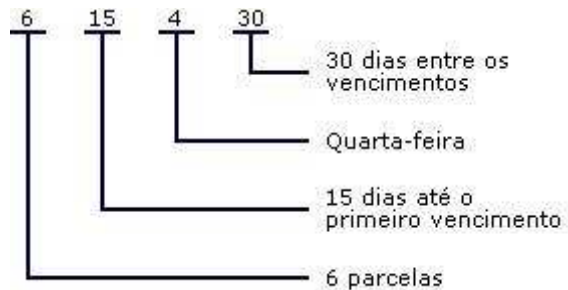 6 15 4 30
30 dias entre os
vencimentos
Quarta-feira
15 dias até o
primeiro vencimento
6 parcelas